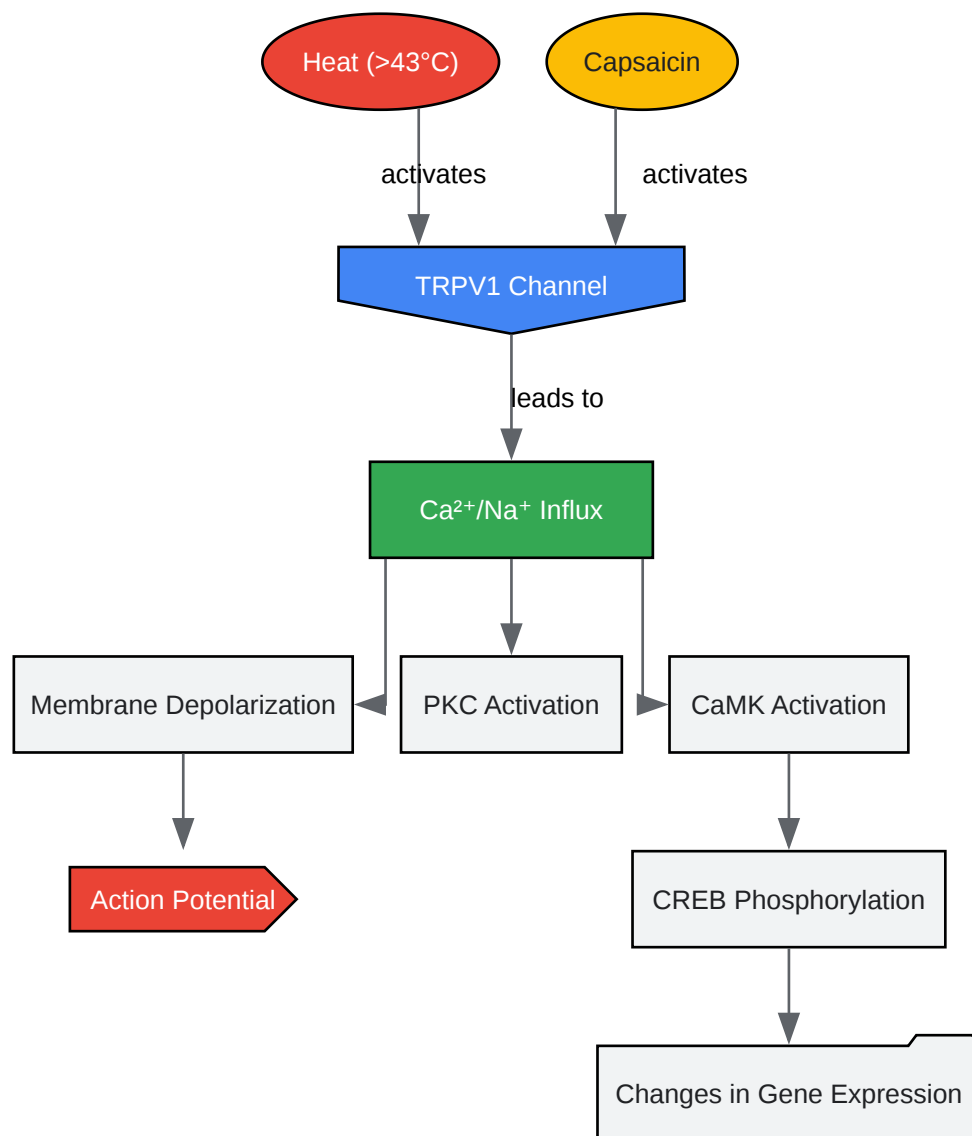 Heat (>43°C)
Capsaicin
activates
activates
TRPV1 Channel
leads to
Ca²⁺/Na⁺ Influx
Membrane Depolarization
PKC Activation
CaMK Activation
Action Potential
CREB Phosphorylation
Changes in Gene Expression